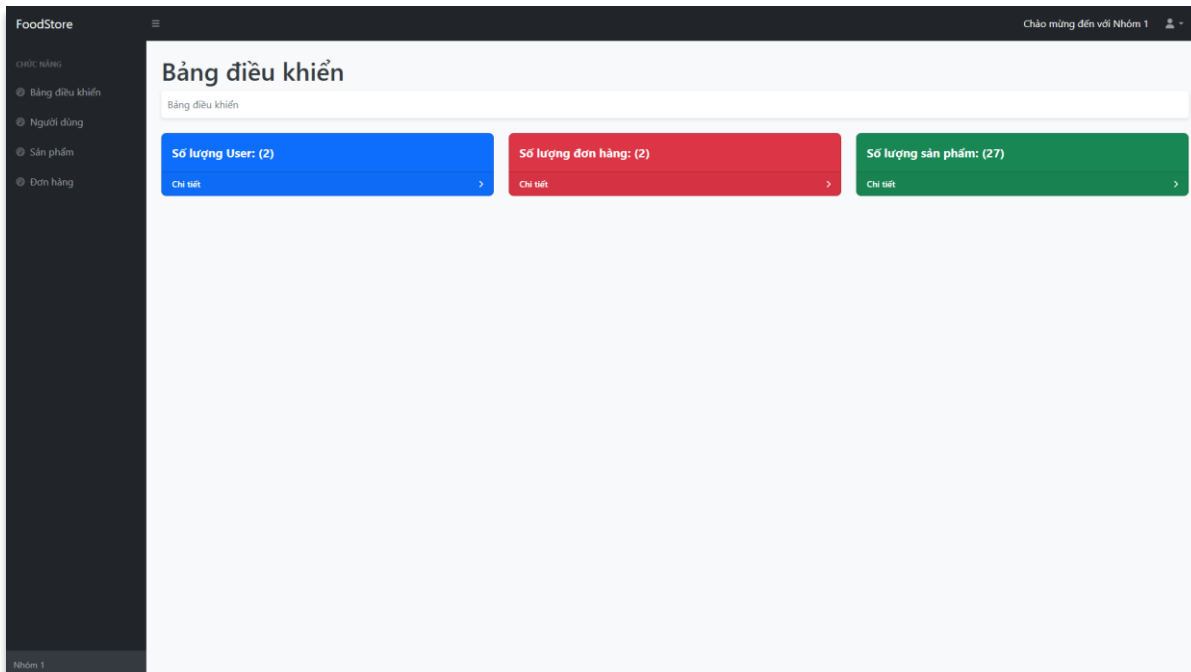 FoodStore
Chào mừng đến với Nhóm 1
CHỨC NĂNG
Bảng điều khiển
Người dùng
Sản phẩm
Đơn hàng
Nhóm 1
Bảng điều khiển
Bảng điều khiển
Số lượng User: (2)
Chi tiết
Số lượng đơn hàng: (2)
Chi tiết
Số lượng sản phẩm: (27)
Chi tiết